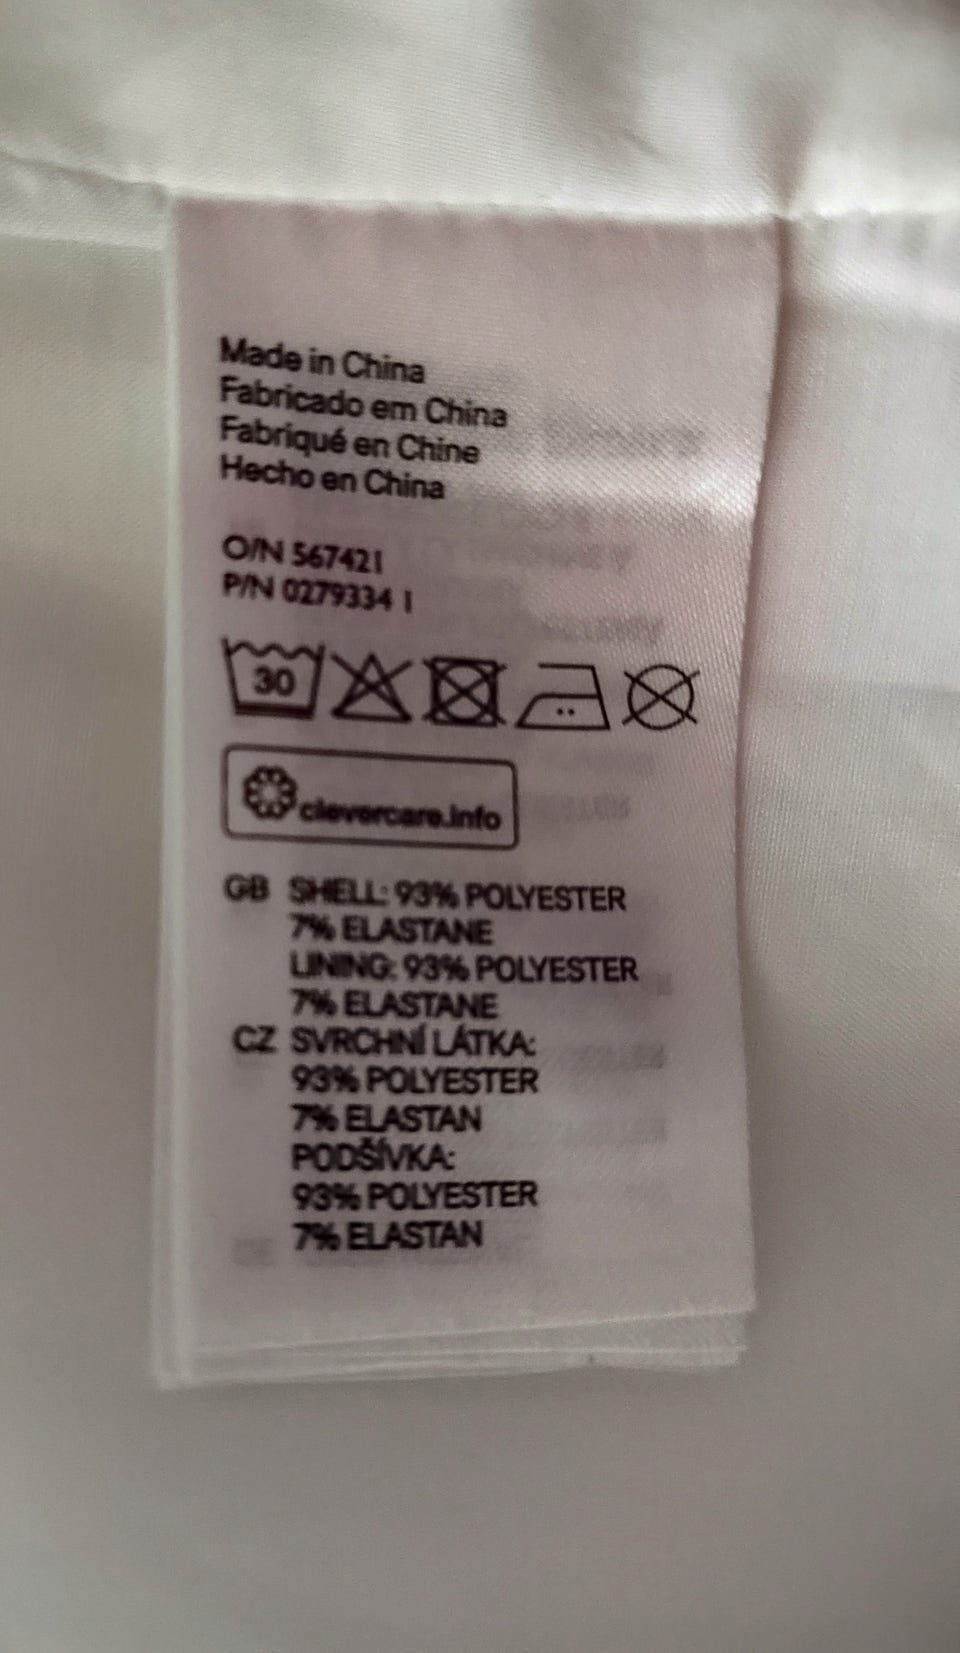 Made in China
Fabricado em China
Fabriqué en Chine
Hecho en China
O/N 567421
P/N 0279334 1
30
clevercare.info
GB SHELL: 93% POLYESTER
7% ELASTANE
LINING: 93% POLYESTER
7% ELASTANE
CZ SVRCHNÍ LÁTKA:
93% POLYESTER
7% ELASTAN
PODŠÍVKA:
93% POLYESTER
7% ELASTAN